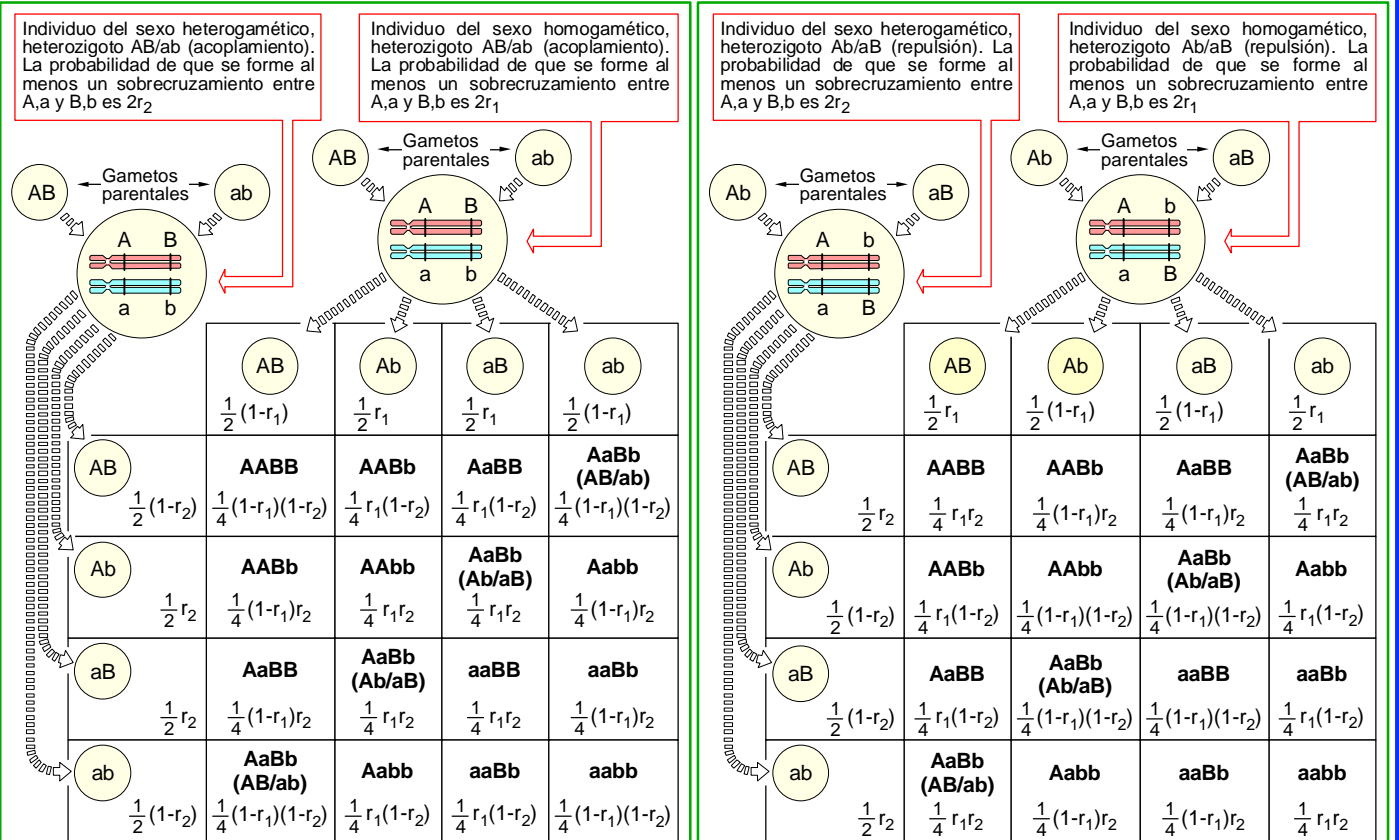 Individuo del sexo heterogamético,
heterozigoto AB/ab (acoplamiento).
La probabilidad de que se forme al
menos un sobrecruzamiento entre
A,a y B,b es 2r2
Individuo del sexo homogamético,
heterozigoto AB/ab (acoplamiento).
La probabilidad de que se forme al
menos un sobrecruzamiento entre
A,a y B,b es 2r1
AB
Gametos
parentales
ab
AB
Gametos
parentales
ab
A B
a b
A B
a b
AB Ab aB ab
1/2 (1-r1) 1/2 r1 1/2 r1 1/2 (1-r1)
AB AABB AABb AaBB AaBb
(AB/ab)
1/2 (1-r2) 1/4 (1-r1)(1-r2) 1/4 r1(1-r2) 1/4 r1(1-r2) 1/4 (1-r1)(1-r2)
Ab AABb AAbb AaBb Aabb
(Ab/aB)
1/2 r2 1/4 (1-r1)r2 1/4 r1r2 1/4 r1r2 1/4 (1-r1)r2
aB AaBB AaBb aaBB aaBb
(Ab/aB)
1/2 r2 1/4 (1-r1)r2 1/4 r1r2 1/4 r1r2 1/4 (1-r1)r2
ab AaBb Aabb aaBb aabb
(AB/ab)
1/2 (1-r2) 1/4 (1-r1)(1-r2) 1/4 r1(1-r2) 1/4 r1(1-r2) 1/4 (1-r1)(1-r2)
Individuo del sexo heterogamético,
heterozigoto Ab/aB (repulsión). La
probabilidad de que se forme al
menos un sobrecruzamiento entre
A,a y B,b es 2r2
Individuo del sexo homogamético,
heterozigoto Ab/aB (repulsión). La
probabilidad de que se forme al
menos un sobrecruzamiento entre
A,a y B,b es 2r1
Ab
Gametos
parentales
aB
Ab
Gametos
parentales
aB
A b
a B
A b
a B
AB Ab aB ab
1/2 r1 1/2 (1-r1) 1/2 (1-r1) 1/2 r1
AB AABB AABb AaBB AaBb
(AB/ab)
1/2 r2 1/4 r1r2 1/4 (1-r1)r2 1/4 (1-r1)r2 1/4 r1r2
Ab AABb AAbb AaBb Aabb
(Ab/aB)
1/2 (1-r2) 1/4 r1(1-r2) 1/4 (1-r1)(1-r2) 1/4 (1-r1)(1-r2) 1/4 r1(1-r2)
aB AaBB AaBb aaBB aaBb
(Ab/aB)
1/2 (1-r2) 1/4 r1(1-r2) 1/4 (1-r1)(1-r2) 1/4 (1-r1)(1-r2) 1/4 r1(1-r2)
ab AaBb Aabb aaBb aabb
(AB/ab)
1/2 r2 1/4 r1r2 1/4 (1-r1)r2 1/4 (1-r1)r2 1/4 r1r2